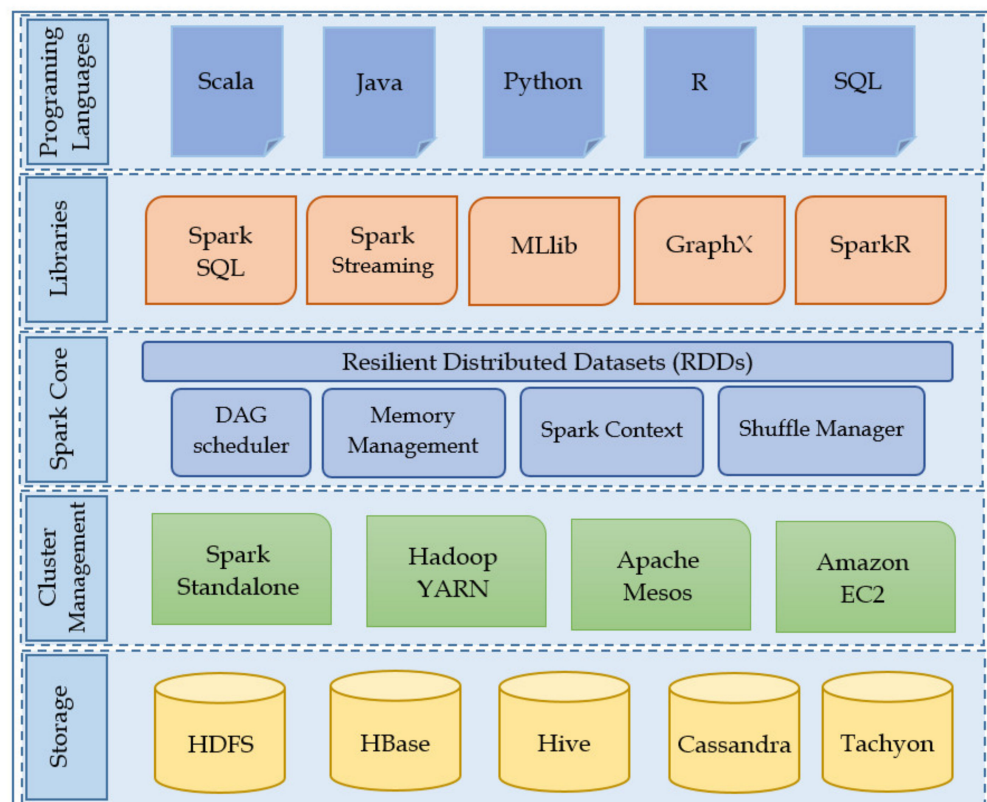 Programing
Languages
Scala
Java
Python
R
SQL
Libraries
Spark
SQL
Spark
Streaming
MLlib
GraphX
SparkR
Spark Core
Resilient Distributed Datasets (RDDs)
DAG
scheduler
Memory
Management
Spark Context
Shuffle Manager
Cluster
Management
Spark
Standalone
Hadoop
YARN
Apache
Mesos
Amazon
EC2
Storage
HDFS
HBase
Hive
Cassandra
Tachyon